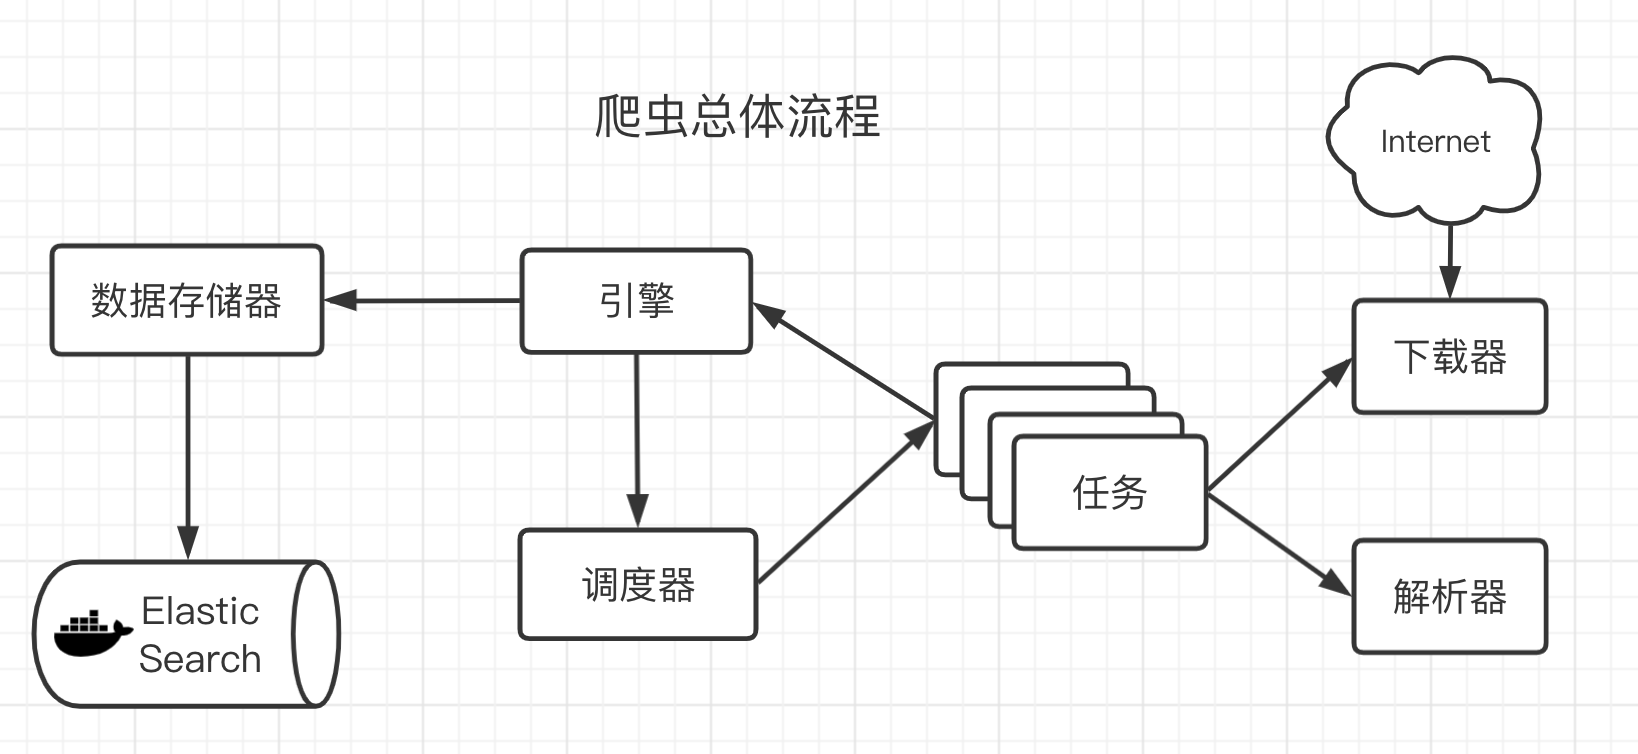 爬虫总体流程
Internet
数据存储器
引擎
下载器
任务
调度器
解析器
Elastic
Search